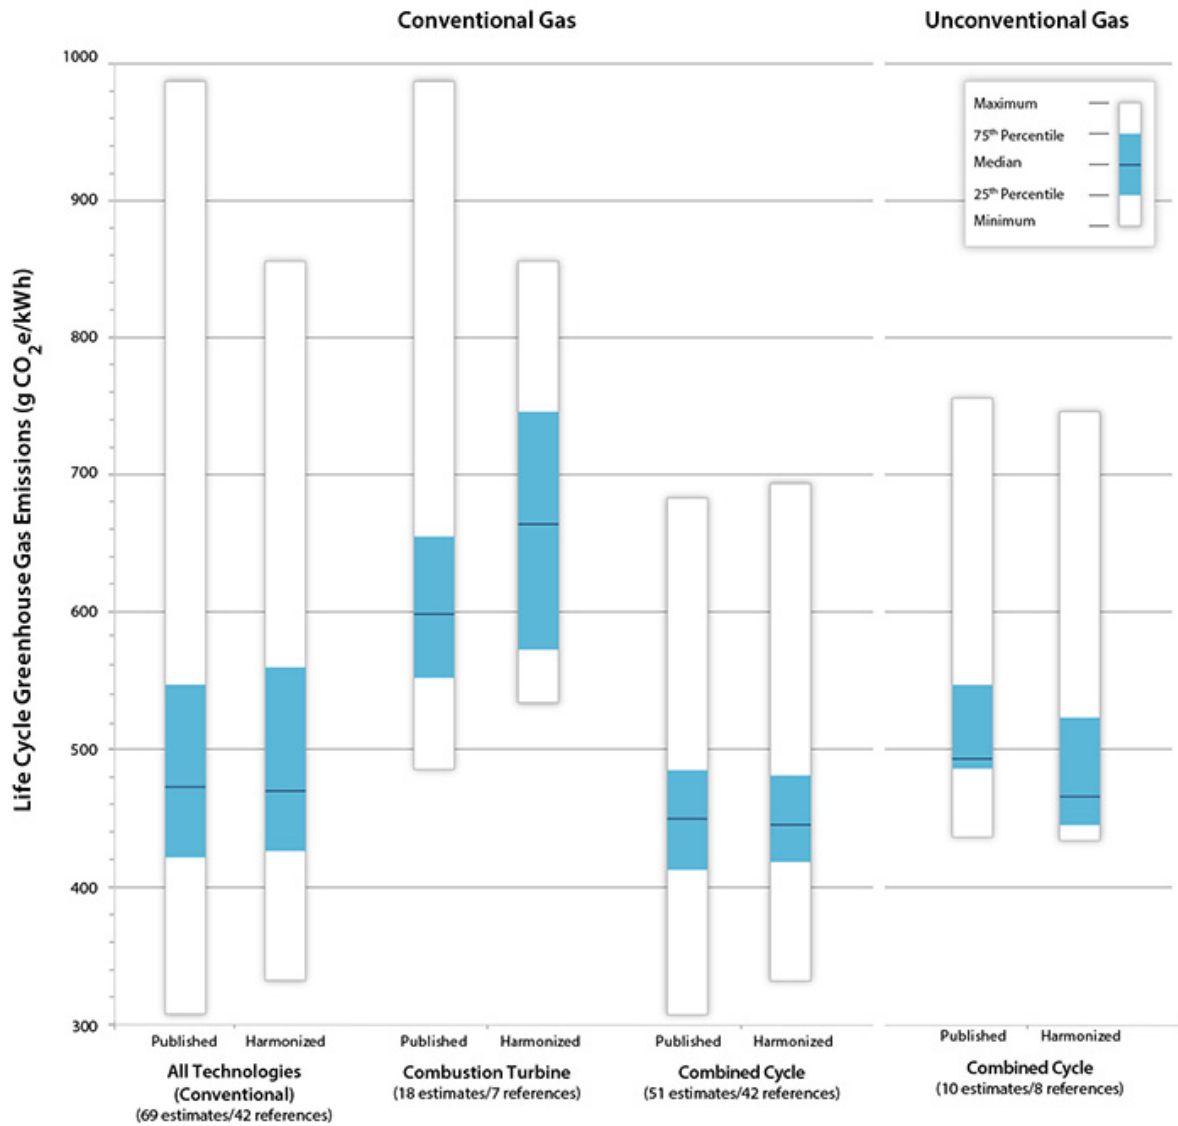 Conventional Gas
Unconventional Gas
Life Cycle Greenhouse Gas Emissions (g CO2e/kWh)
1000
900
800
700
600
500
400
300
Maximum
75th Percentile
Median
25th Percentile
Minimum
Published
Harmonized
All Technologies
(Conventional)
(69 estimates/42 references)
Published
Harmonized
Combustion Turbine
(18 estimates/7 references)
Published
Harmonized
Combined Cycle
(51 estimates/42 references)
Published
Harmonized
Combined Cycle
(10 estimates/8 references)